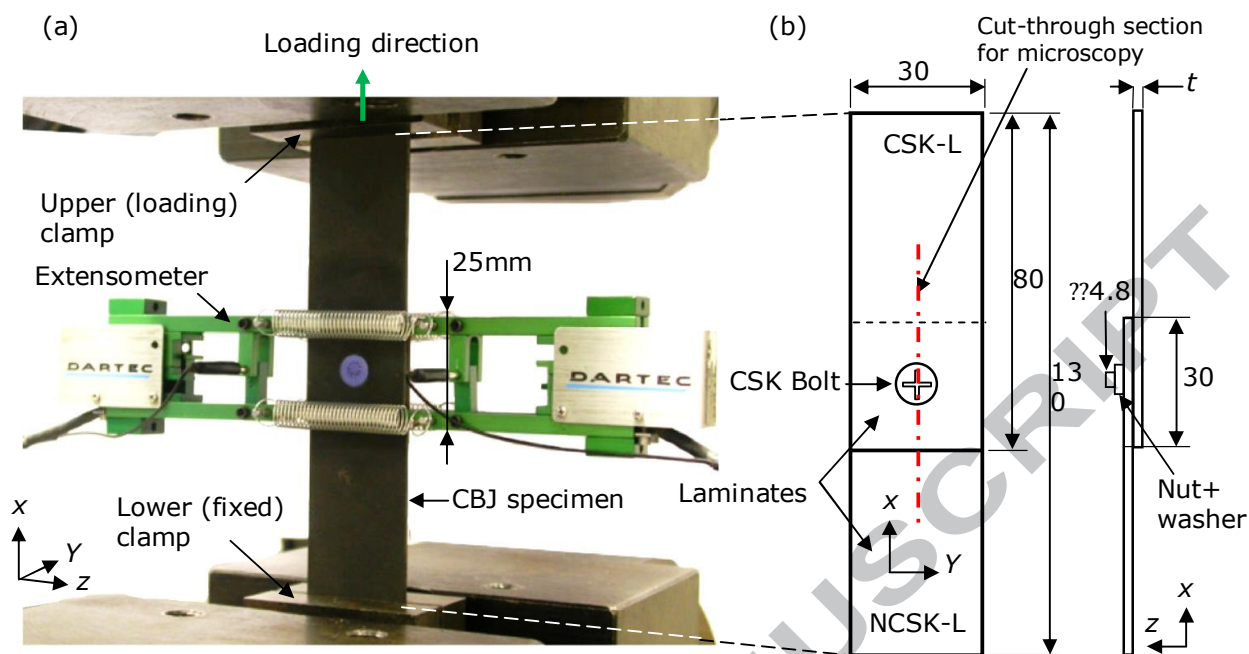 (a)
Loading direction
Upper (loading)
clamp
Extensometer
25mm
DARTEC
DARTEC
CBJ specimen
Lower (fixed)
clamp
x
Y
z
(b)
Cut-through section
for microscopy
30
t
CSK-L
80
??4.8
CSK Bolt
13
0
30
Laminates
Nut+
washer
x
Y
NCSK-L
x
z
USCRIPT